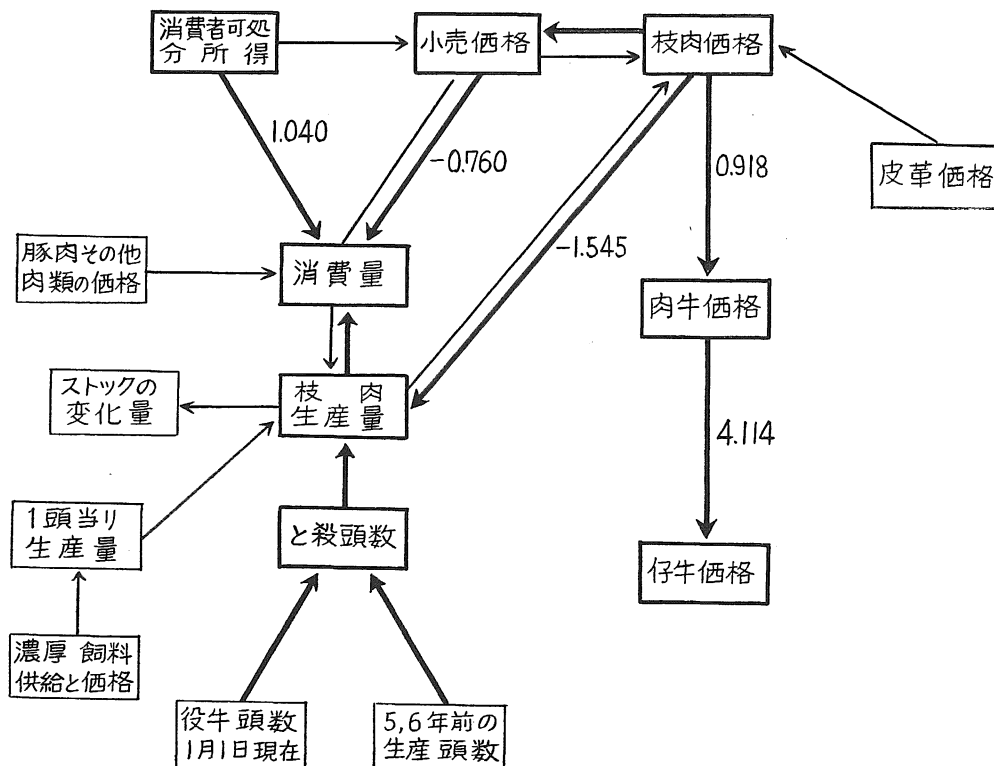 消費者可処
分所得
小売価格
枝肉価格
1.040
-0.760
0.918
皮革価格
豚肉その他
肉類の価格
消費量
-1.545
肉牛価格
ストックの
変化量
枝肉
生産量
4.114
1頭当り
生産量
と殺頭数
仔牛価格
濃厚飼料
供給と価格
役牛頭数
1月1日現在
5,6年前の
生産頭数